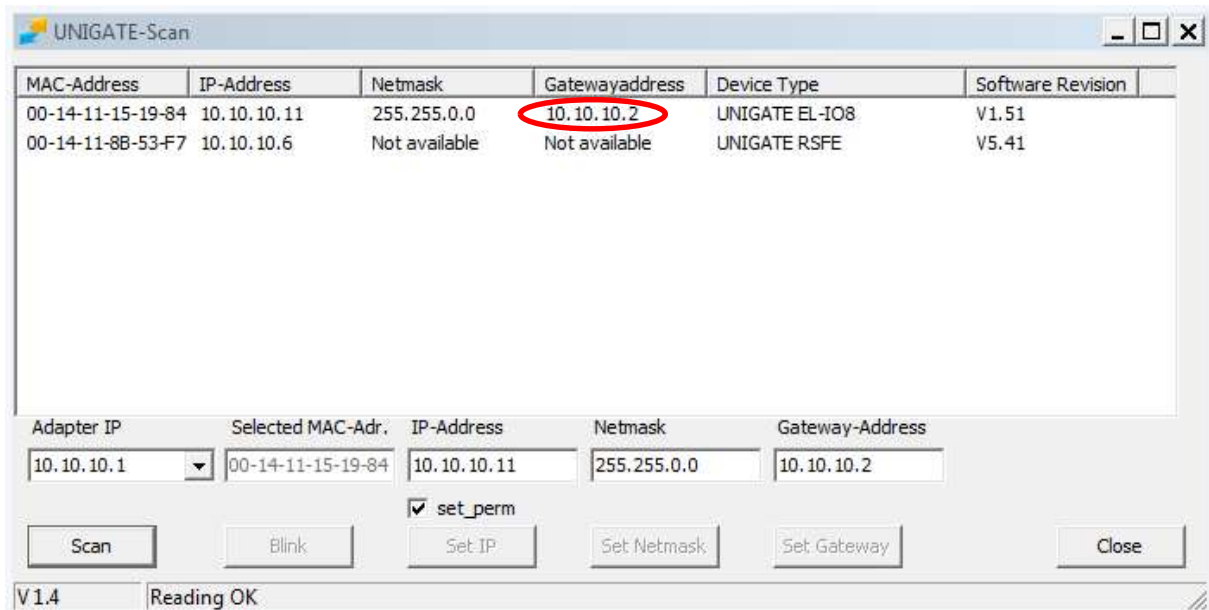 UNIGATE-Scan
MAC-Address IP-Address Netmask Gatewayaddress Device Type Software Revision
00-14-11-15-19-84 10.10.10.11 255.255.0.0 10.10.10.2 UNIGATE EL-IO8 V1.51
00-14-11-8B-53-F7 10.10.10.6 Not available Not available UNIGATE RSFE V5.41
Adapter IP Selected MAC-Adr. IP-Address Netmask Gateway-Address
10.10.10.1 00-14-11-15-19-84 10.10.10.11 255.255.0.0 10.10.10.2
set_perm
Scan Blink Set IP Set Netmask Set Gateway Close
V 1.4 Reading OK